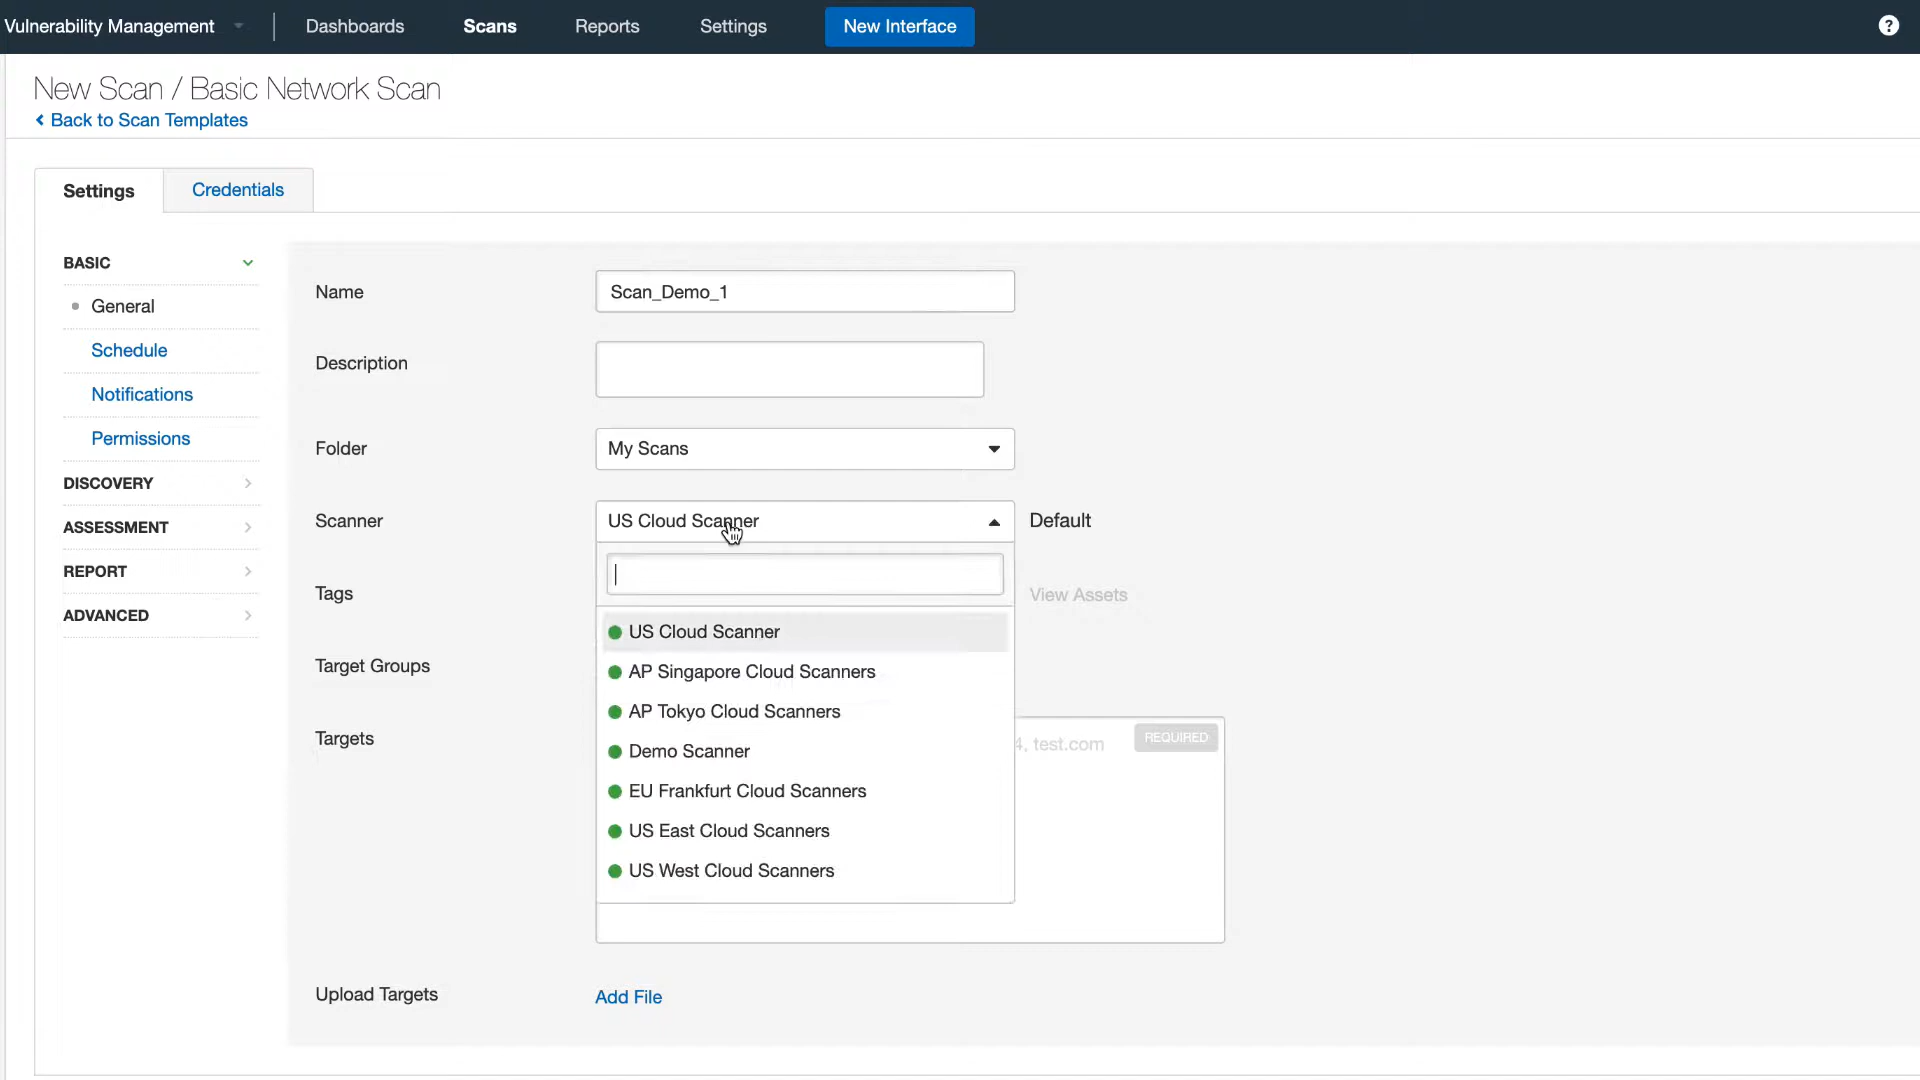 Vulnerability Management Dashboards Scans Reports Settings New Interface ?
New Scan / Basic Network Scan
Back to Scan Templates
Settings Credentials
BASIC
General
Schedule
Notifications
Permissions
DISCOVERY
ASSESSMENT
REPORT
ADVANCED
Name Scan_Demo_1
Description
Folder My Scans
Scanner US Cloud Scanner Default
Tags View Assets
Target Groups
Targets 4, test.com REQUIRED
US Cloud Scanner
AP Singapore Cloud Scanners
AP Tokyo Cloud Scanners
Demo Scanner
EU Frankfurt Cloud Scanners
US East Cloud Scanners
US West Cloud Scanners
Upload Targets Add File